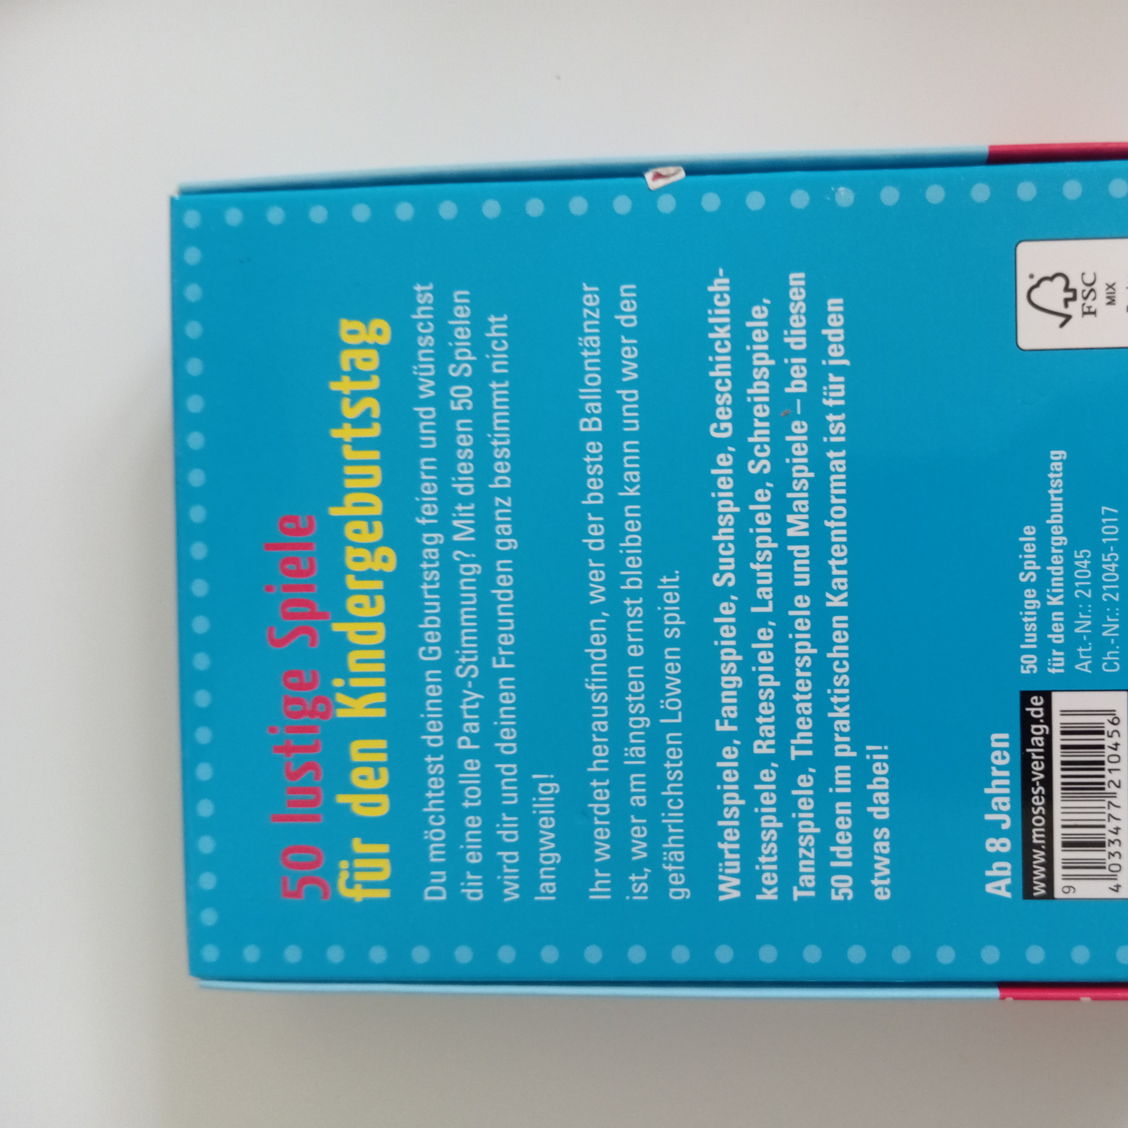 50 lustige Spiele
für den Kindergeburtstag
Du möchtest deinen Geburtstag feiern und wünschst
dir eine tolle Party-Stimmung? Mit diesen 50 Spielen
wird dir und deinen Freunden ganz bestimmt nicht
langweilig!
Ihr werdet herausfinden, wer der beste Ballontänzer
ist, wer am längsten ernst bleiben kann und wer den
gefährlichsten Löwen spielt.
Würfelspiele, Fangspiele, Suchspiele, Geschicklich-
keitsspiele, Ratespiele, Laufspiele, Schreibspiele,
Tanzspiele, Theaterspiele und Malspiele – bei diesen
50 Ideen im praktischen Kartenformat ist für jeden
etwas dabei!
Ab 8 Jahren
www.moses-verlag.de
9
4 033477 210456
50 lustige Spiele
für den Kindergeburtstag
Art.-Nr.: 21045
Ch.-Nr.: 21045-1017
FSC
MIX